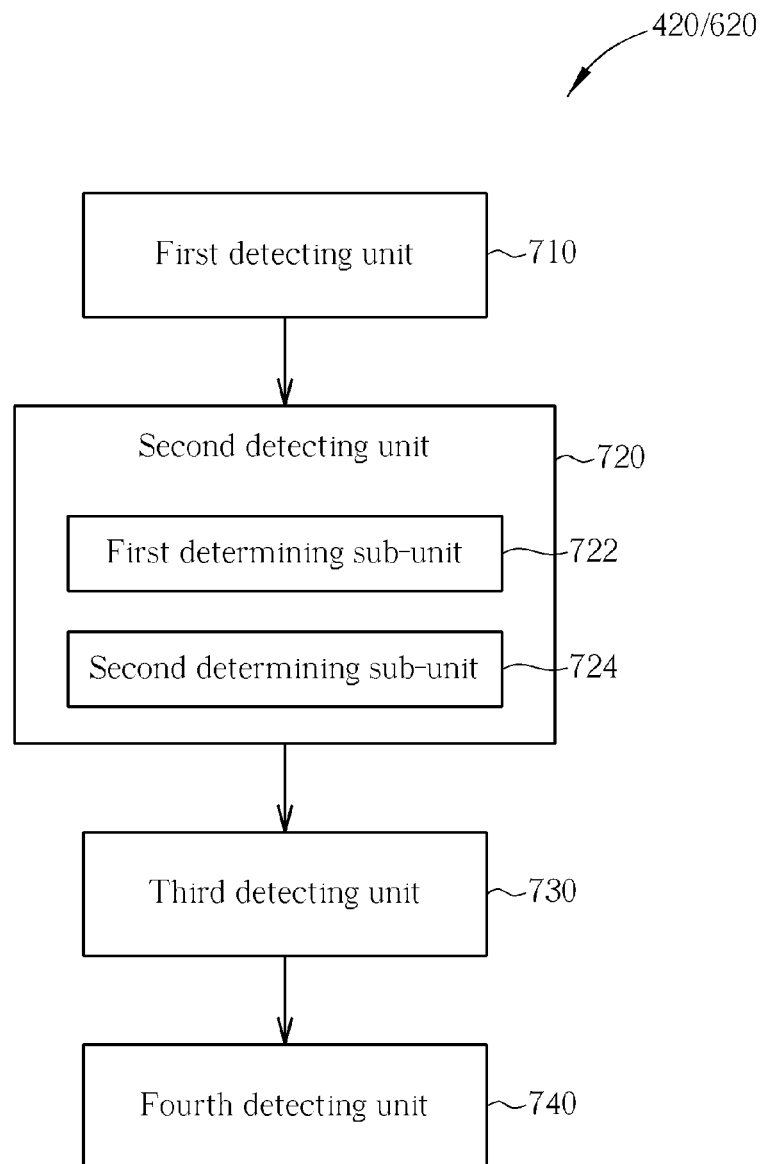 420/620
First detecting unit
710
Second detecting unit
720
First determining sub-unit
722
Second determining sub-unit
724
Third detecting unit
730
Fourth detecting unit
740